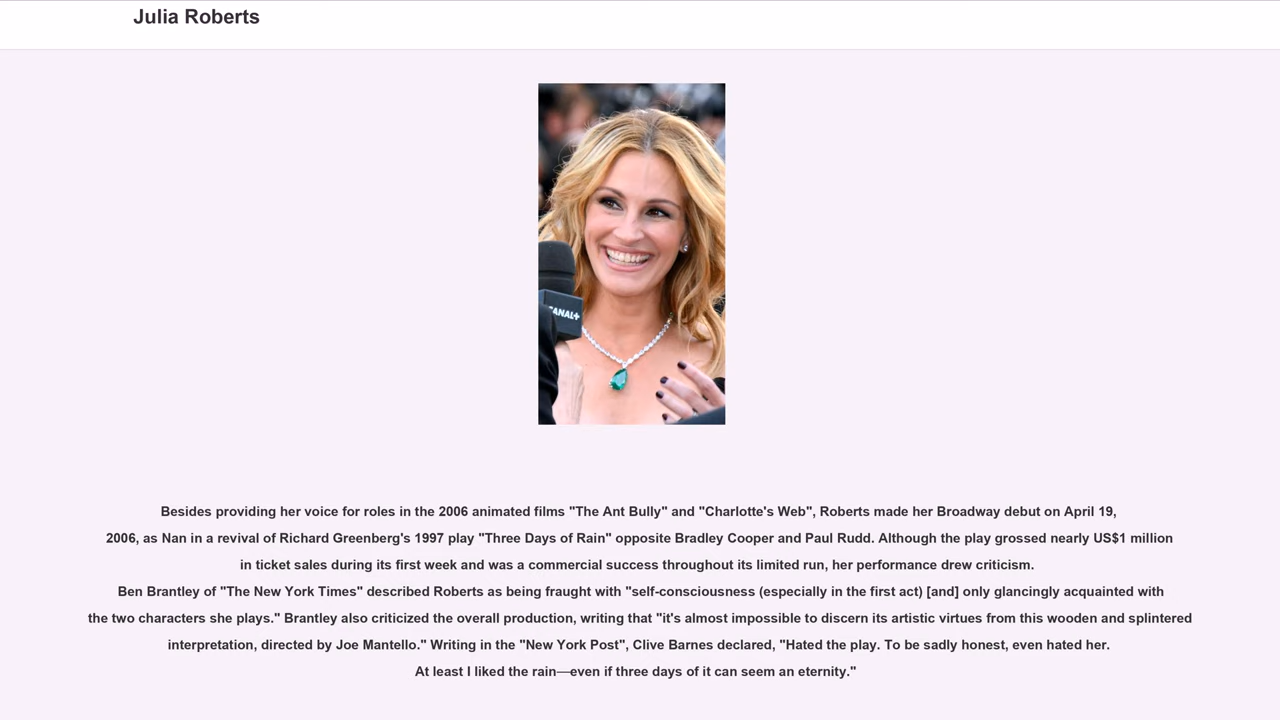 Julia Roberts
CANAL+
Besides providing her voice for roles in the 2006 animated films "The Ant Bully" and "Charlotte's Web", Roberts made her Broadway debut on April 19,
2006, as Nan in a revival of Richard Greenberg's 1997 play "Three Days of Rain" opposite Bradley Cooper and Paul Rudd. Although the play grossed nearly US$1 million
in ticket sales during its first week and was a commercial success throughout its limited run, her performance drew criticism.
Ben Brantley of "The New York Times" described Roberts as being fraught with "self-consciousness (especially in the first act) [and] only glancingly acquainted with
the two characters she plays." Brantley also criticized the overall production, writing that "it's almost impossible to discern its artistic virtues from this wooden and splintered
interpretation, directed by Joe Mantello." Writing in the "New York Post", Clive Barnes declared, "Hated the play. To be sadly honest, even hated her.
At least I liked the rain—even if three days of it can seem an eternity."